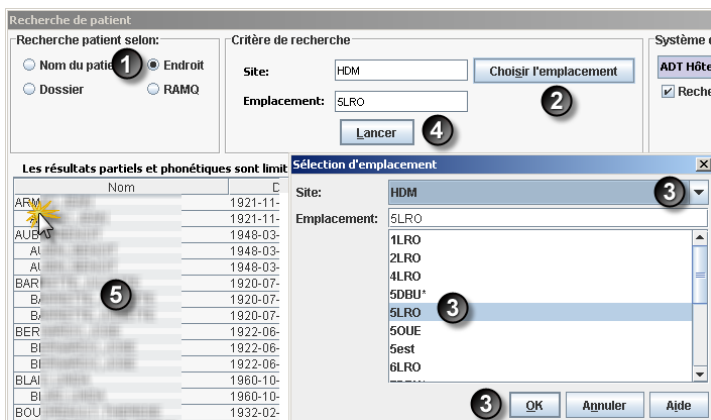 Recherche de patient
Recherche patient selon:
Nom du patie
1
Endroit
Dossier
RAMQ
Critère de recherche
Site:
HDM
Choisir l'emplacement
2
Emplacement:
5LRO
Lancer
4
Système
ADT Hôte
Reche
Les résultats partiels et phonétiques sont limit
Nom
D
ARM
1921-11-
1921-11-
AUB
1948-03-
AU
1948-03-
1948-03-
BAR
1920-07-
BA
1920-07-
BA
1920-07-
BER
1922-06-
BE
1922-06-
BE
1922-06-
BLAI
1960-10-
BL
1960-10-
BOU
1932-02-
5
Sélection d'emplacement
Site:
HDM
3
Emplacement:
5LRO
1LRO
2LRO
4LRO
5DBU*
5LRO
3
5OUE
5est
6LRO
3
OK
Annuler
Aide